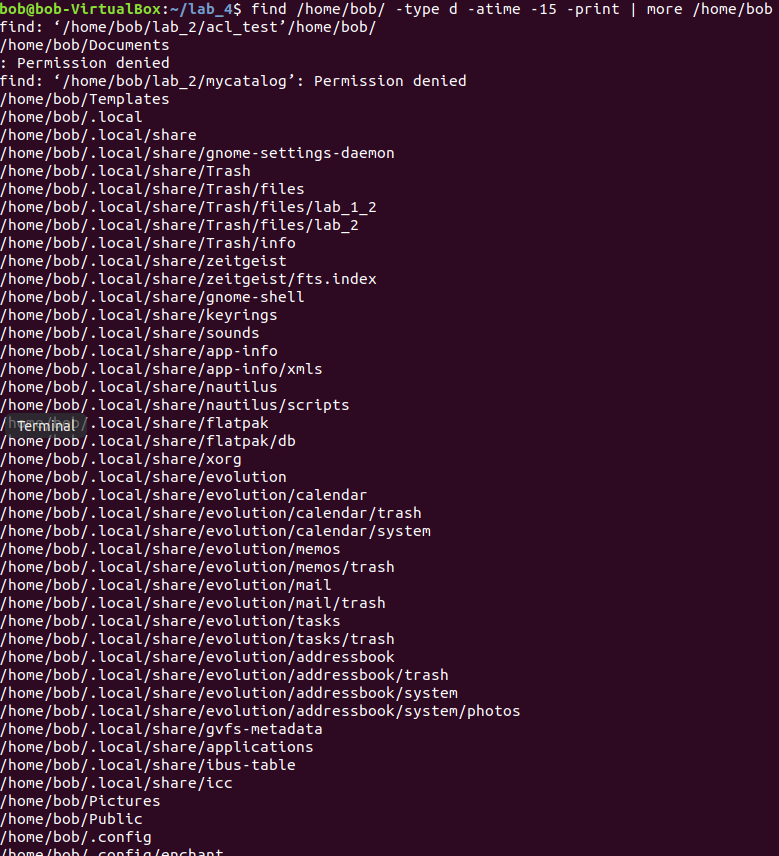 bob@bob-VirtualBox:~/lab_4$ find /home/bob/ -type d -atime -15 -print | more /home/bob
find: ‘/home/bob/lab_2/acl_test’/home/bob/
/home/bob/Documents
: Permission denied
find: ‘/home/bob/lab_2/mycatalog’: Permission denied
/home/bob/Templates
/home/bob/.local
/home/bob/.local/share
/home/bob/.local/share/gnome-settings-daemon
/home/bob/.local/share/Trash
/home/bob/.local/share/Trash/files
/home/bob/.local/share/Trash/files/lab_1_2
/home/bob/.local/share/Trash/files/lab_2
/home/bob/.local/share/Trash/info
/home/bob/.local/share/zeitgeist
/home/bob/.local/share/zeitgeist/fts.index
/home/bob/.local/share/gnome-shell
/home/bob/.local/share/keyrings
/home/bob/.local/share/sounds
/home/bob/.local/share/app-info
/home/bob/.local/share/app-info/xmls
/home/bob/.local/share/nautilus
/home/bob/.local/share/nautilus/scripts
/home/bob/.local/share/flatpak
Terminal
/home/bob/.local/share/flatpak/db
/home/bob/.local/share/xorg
/home/bob/.local/share/evolution
/home/bob/.local/share/evolution/calendar
/home/bob/.local/share/evolution/calendar/trash
/home/bob/.local/share/evolution/calendar/system
/home/bob/.local/share/evolution/memos
/home/bob/.local/share/evolution/memos/trash
/home/bob/.local/share/evolution/mail
/home/bob/.local/share/evolution/mail/trash
/home/bob/.local/share/evolution/tasks
/home/bob/.local/share/evolution/tasks/trash
/home/bob/.local/share/evolution/addressbook
/home/bob/.local/share/evolution/addressbook/trash
/home/bob/.local/share/evolution/addressbook/system
/home/bob/.local/share/evolution/addressbook/system/photos
/home/bob/.local/share/gvfs-metadata
/home/bob/.local/share/applications
/home/bob/.local/share/ibus-table
/home/bob/.local/share/icc
/home/bob/Pictures
/home/bob/Public
/home/bob/.config
/home/bob/.config/enchant